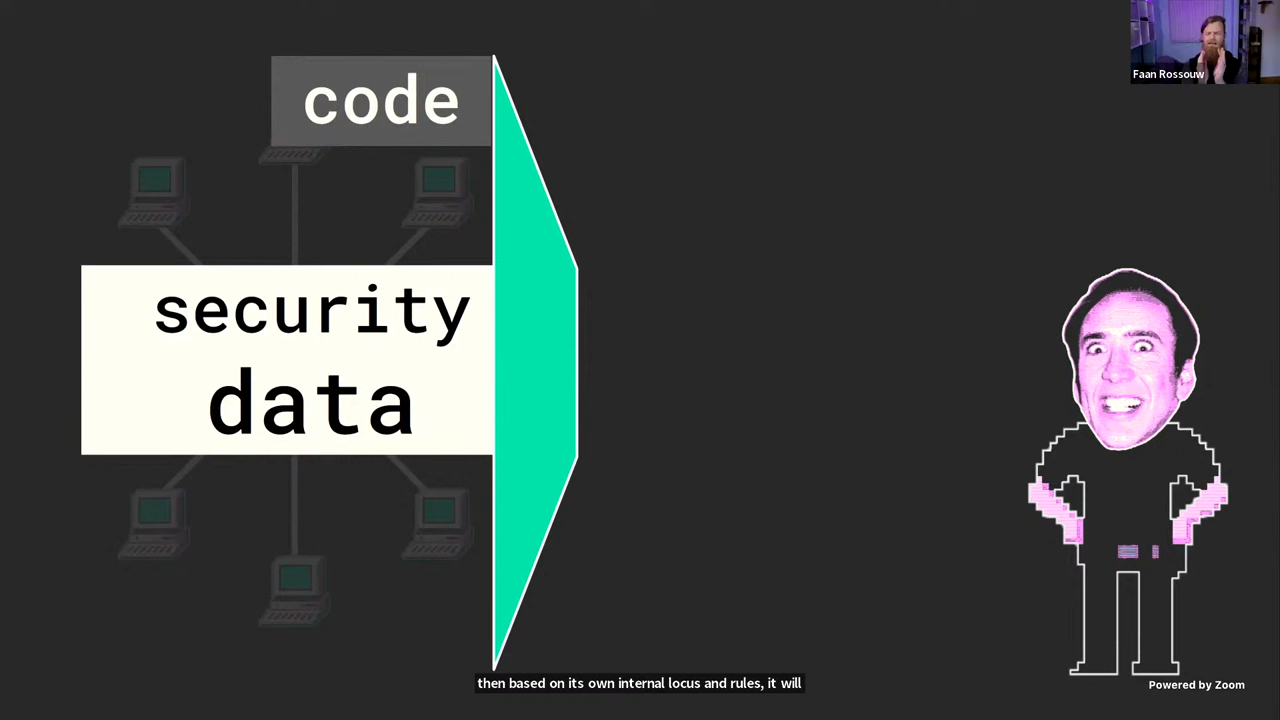 Faan Rossouw
code
security
data
then based on its own internal locus and rules, it will
Powered by Zoom